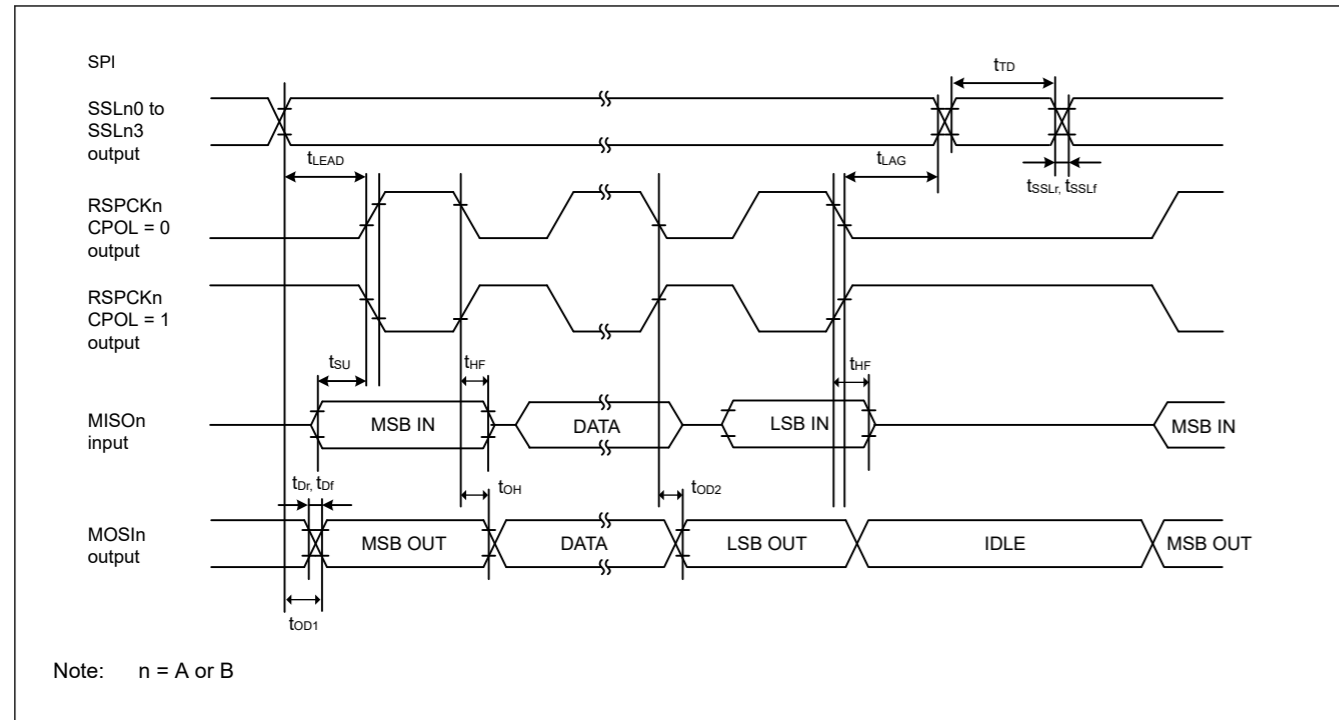 SPI
tTD
SSLn0 to
SSLn3
output
tLEAD
tLAG
tSSLr, tSSLf
RSPCKn
CPOL = 0
output
RSPCKn
CPOL = 1
output
tSU
tHF
tHF
MISOn
input
MSB IN
DATA
LSB IN
MSB IN
tDr, tDf
tOH
tOD2
MOSIn
output
MSB OUT
DATA
LSB OUT
IDLE
MSB OUT
tOD1
Note: n = A or B